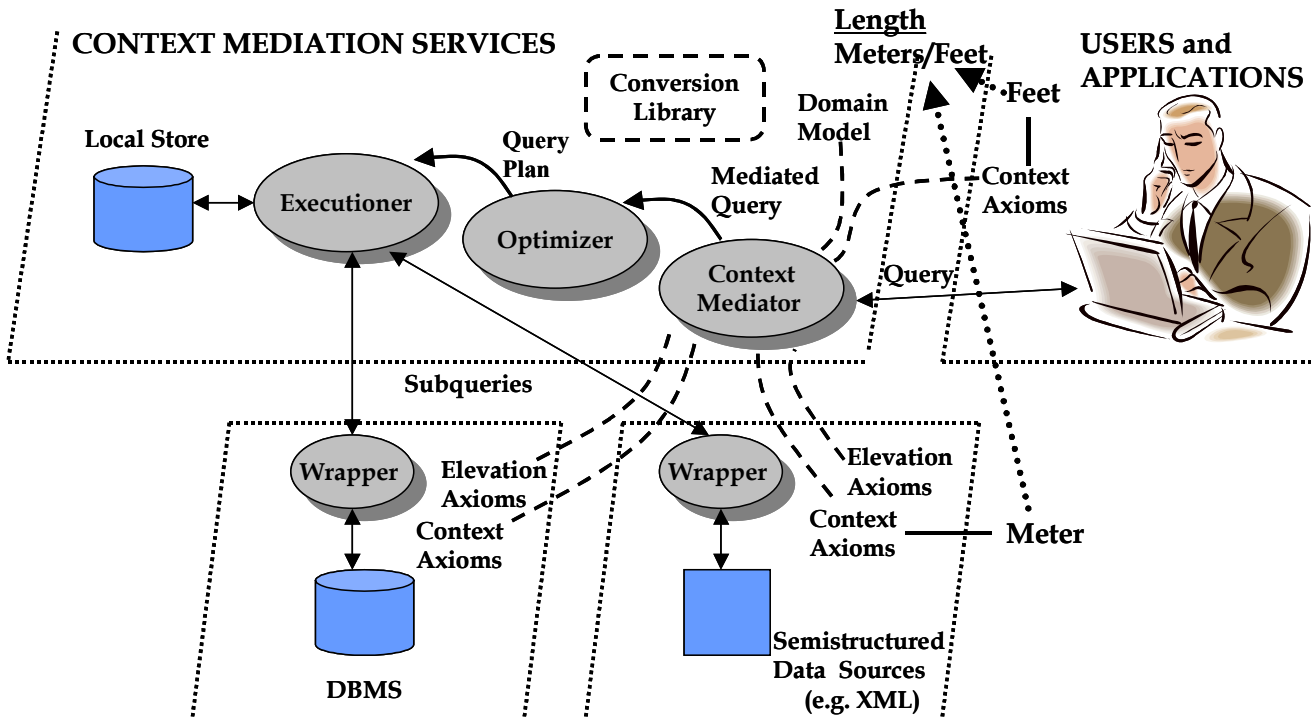 CONTEXT MEDIATION SERVICES
Length
Meters/Feet
USERS and
APPLICATIONS
Conversion
Library
Feet
Domain
Model
Local Store
Query
Plan
Context
Axioms
Mediated
Query
Executioner
Optimizer
Context
Mediator
Query
Subqueries
Wrapper
Elevation
Axioms
Context
Axioms
DBMS
Wrapper
Elevation
Axioms
Context
Axioms
Meter
Semistructured
Data Sources
(e.g. XML)